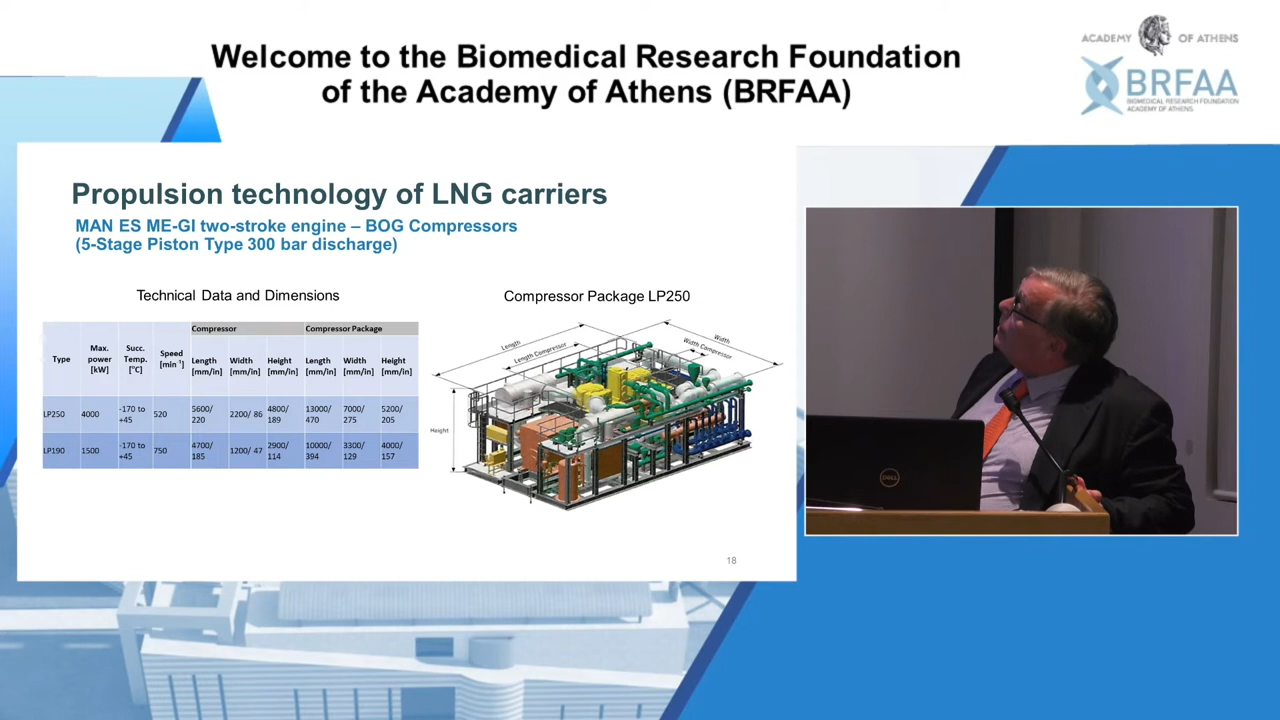 Welcome to the Biomedical Research Foundation
of the Academy of Athens (BRFAA)
ACADEMY OF ATHENS
BRFAA
BIOMEDICAL RESEARCH FOUNDATION
ACADEMY OF ATHENS
Propulsion technology of LNG carriers
MAN ES ME-GI two-stroke engine – BOG Compressors
(5-Stage Piston Type 300 bar discharge)
Technical Data and Dimensions
Compressor Package LP250
Compressor Compressor Package
Type Max. power [kW] Succ. Temp. [°C] Speed [min⁻¹] Length [mm/in] Width [mm/in] Height [mm/in] Length [mm/in] Width [mm/in] Height [mm/in]
LP250 4000 -170 to +45 520 5600/ 220 2200/ 86 4800/ 189 13000/ 470 7000/ 275 5200/ 205
LP190 1500 -170 to +45 750 4700/ 185 1200/ 47 2900/ 114 10000/ 394 3300/ 129 4000/ 157
Length
Length Compressor
Width
Width Compressor
Height
DELL
18